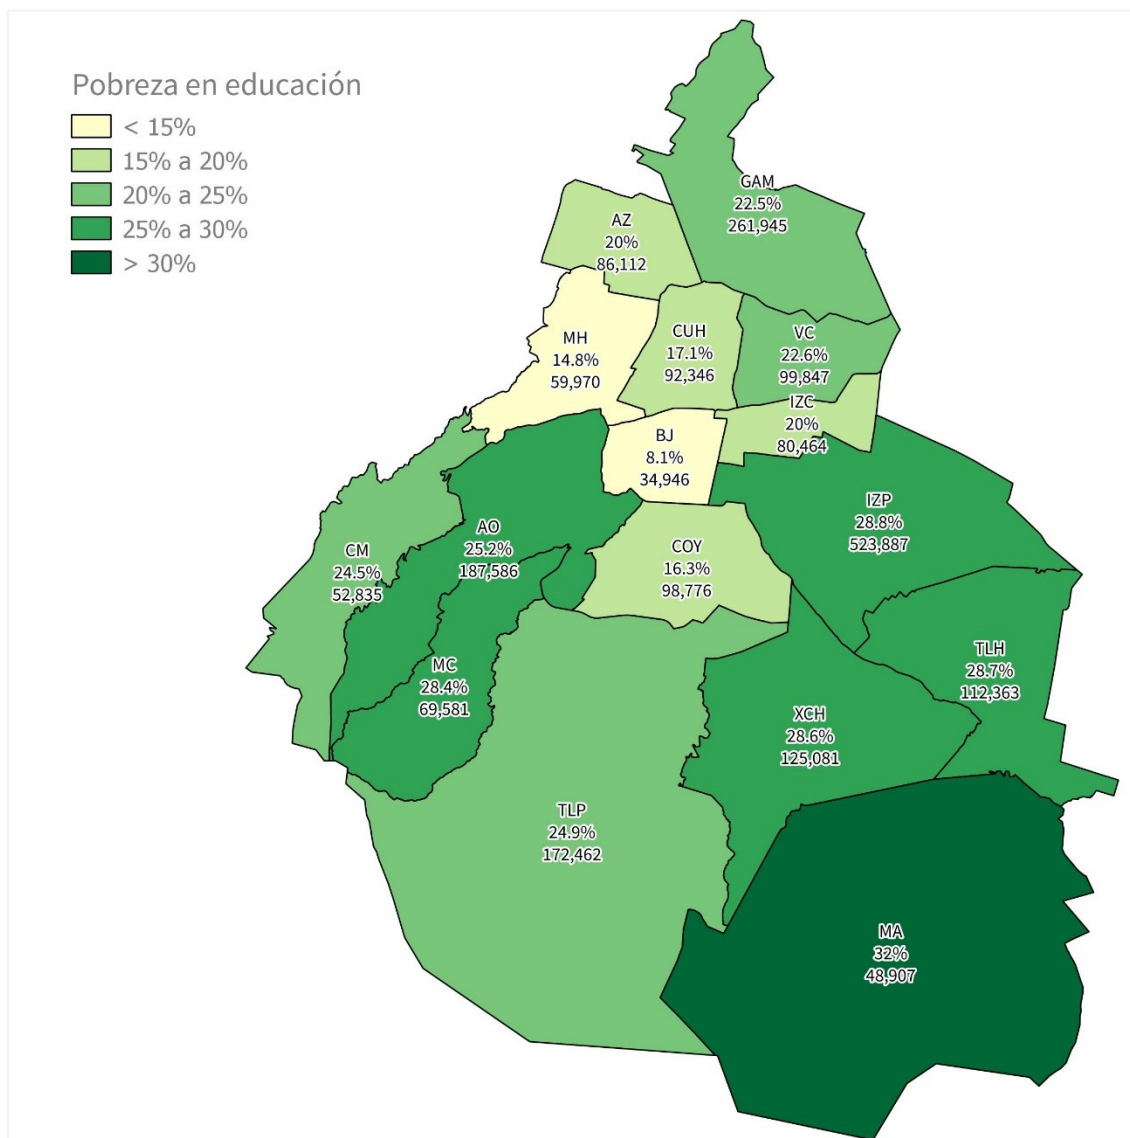 Pobreza en educación
< 15%
15% a 20%
20% a 25%
25% a 30%
> 30%
GAM
22.5%
261,945
AZ
20%
86,112
MH
14.8%
59,970
CUH
17.1%
92,346
VC
22.6%
99,847
IZC
20%
80,464
BJ
8.1%
34,946
IZP
28.8%
523,887
AO
25.2%
187,586
CM
24.5%
52,835
COY
16.3%
98,776
TLH
28.7%
112,363
MC
28.4%
69,581
XCH
28.6%
125,081
TLP
24.9%
172,462
MA
32%
48,907